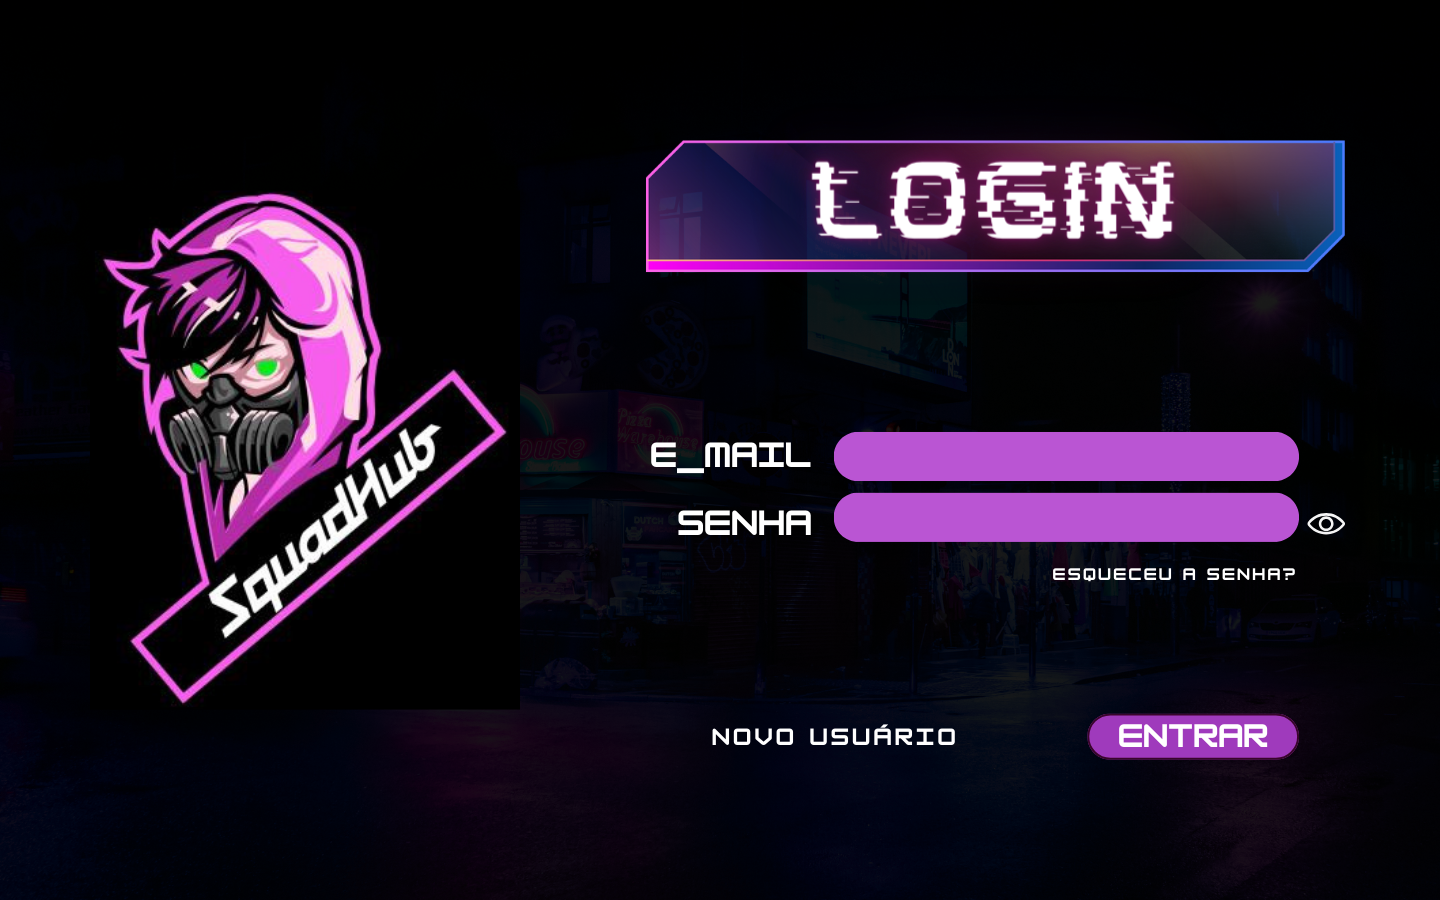 LOGIN
SquadHub
E_MAIL
SENHA
ESQUECEU A SENHA?
NOVO USUÁRIO
ENTRAR